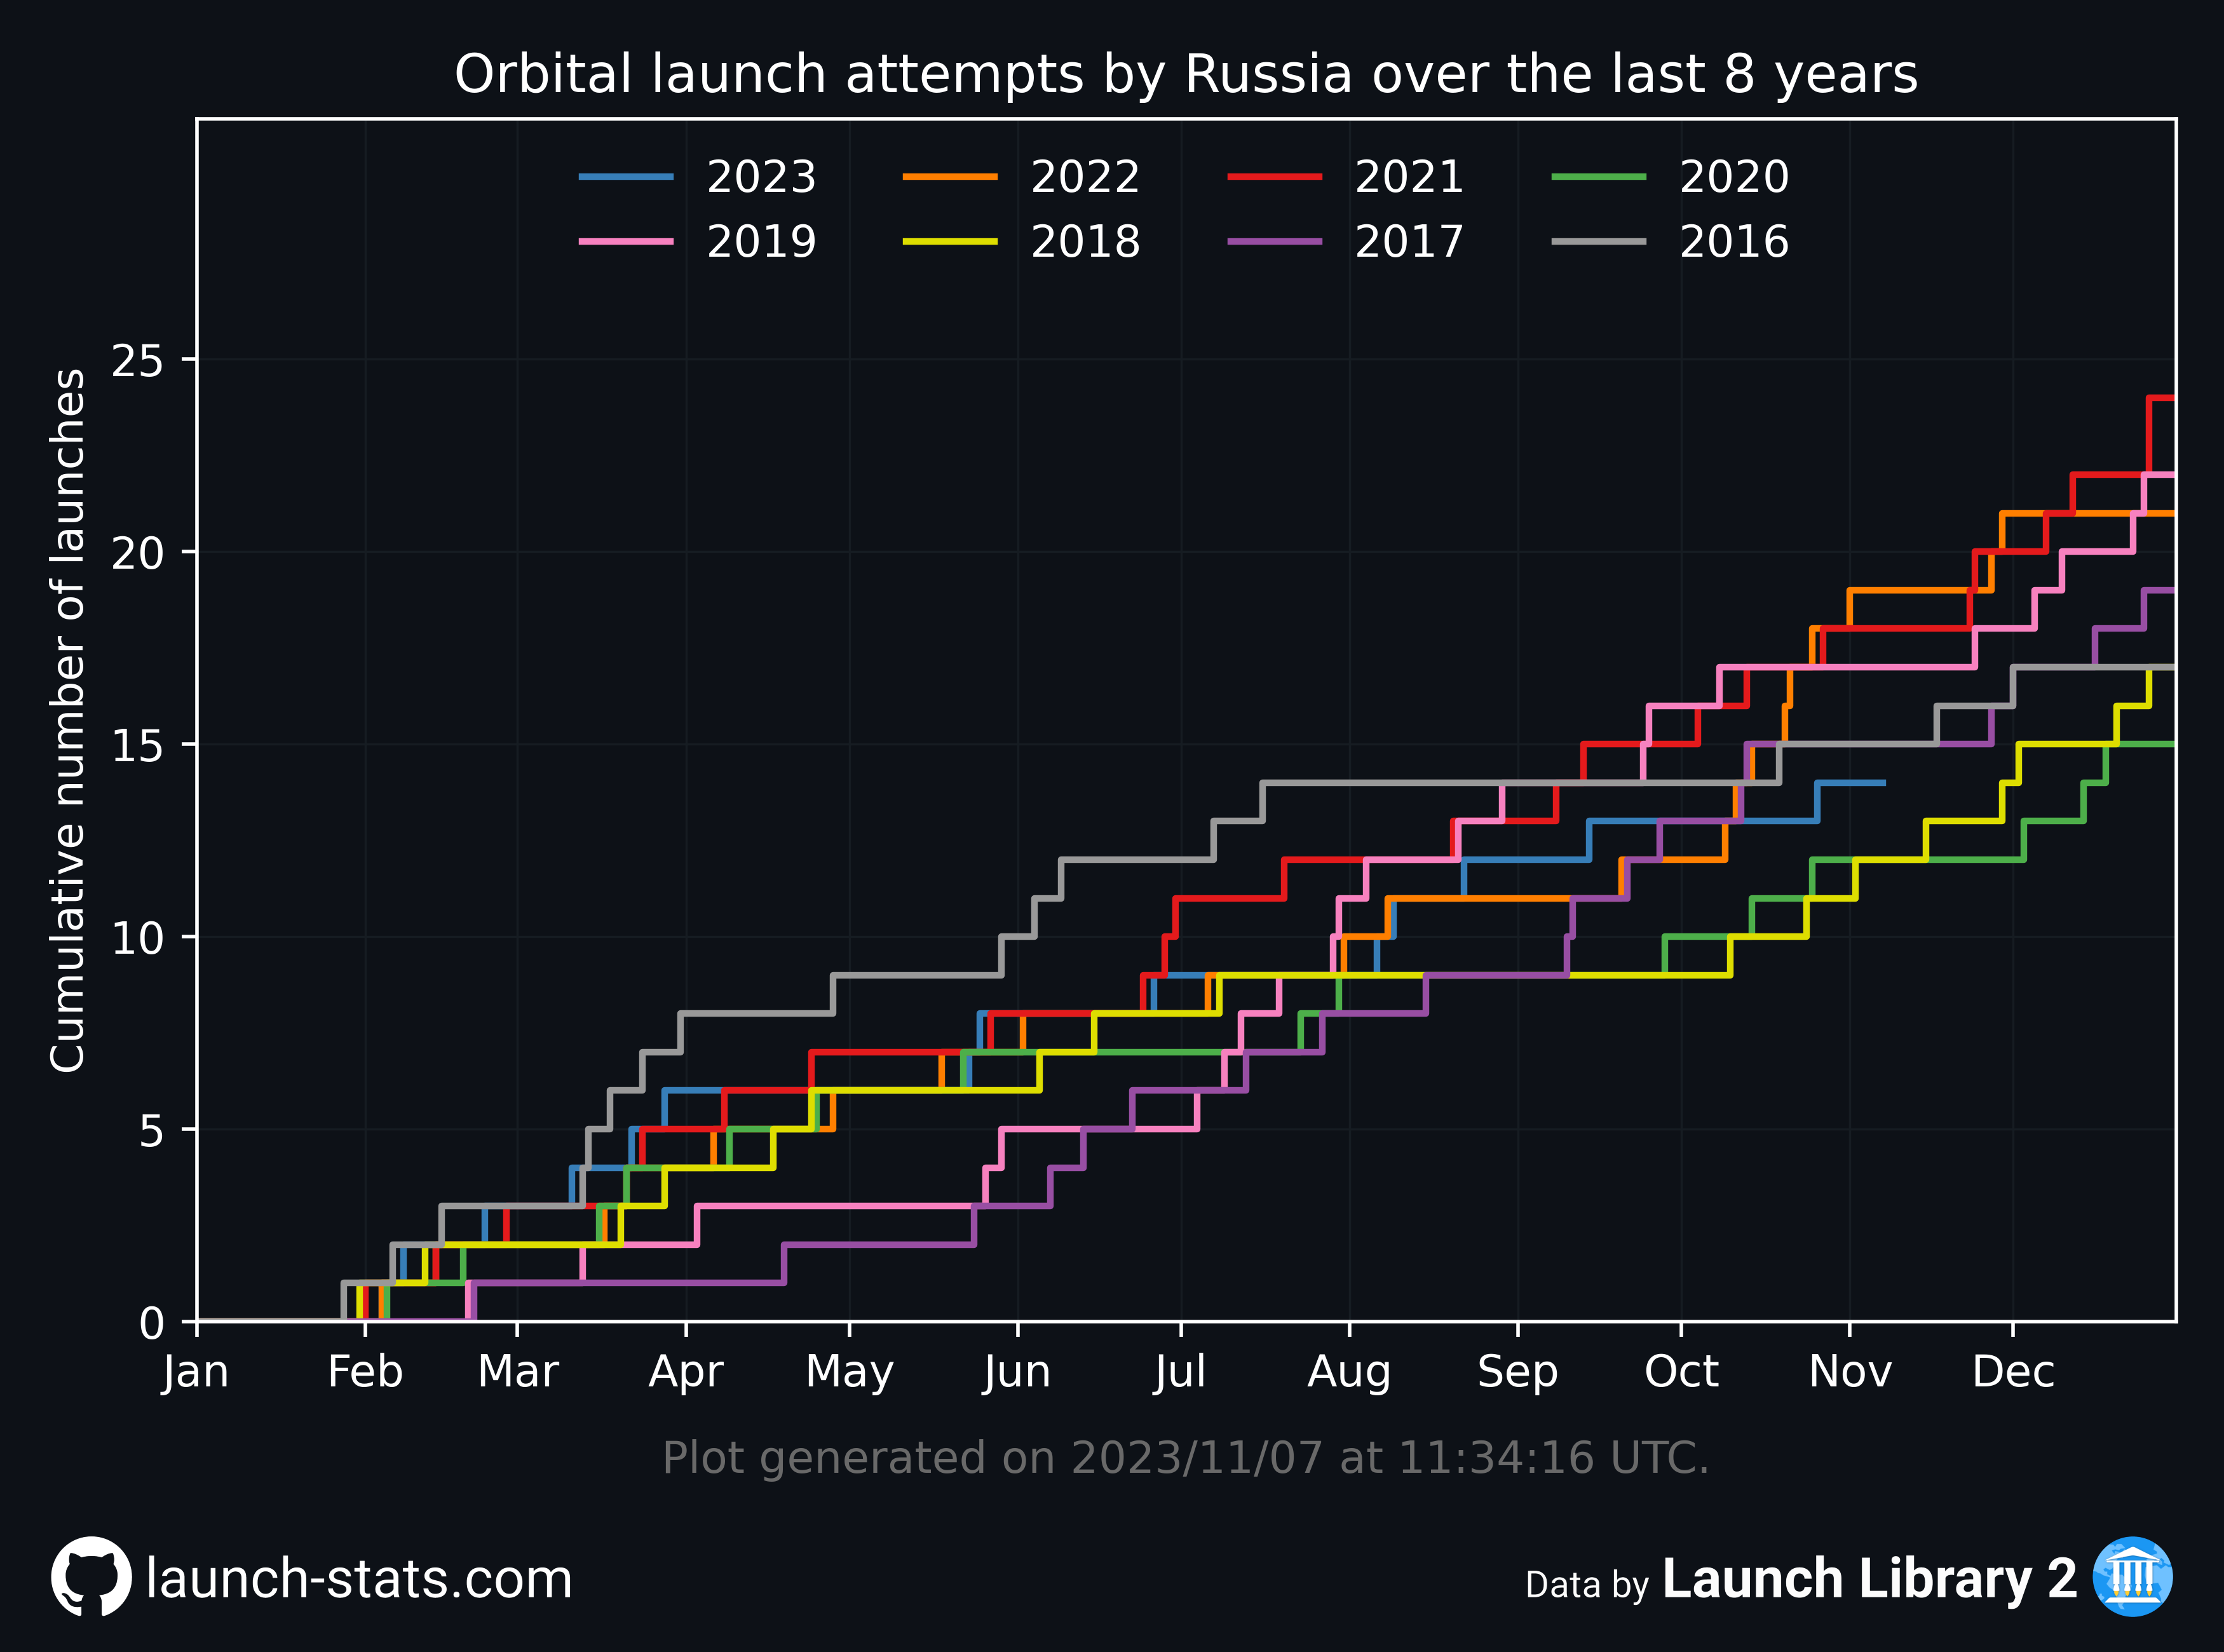 Orbital launch attempts by Russia over the last 8 years
2023 2022 2021 2020
2019 2018 2017 2016
Cumulative number of launches
25
20
15
10
5
0
Jan Feb Mar Apr May Jun Jul Aug Sep Oct Nov Dec
Plot generated on 2023/11/07 at 11:34:16 UTC.
launch-stats.com
Data by Launch Library 2